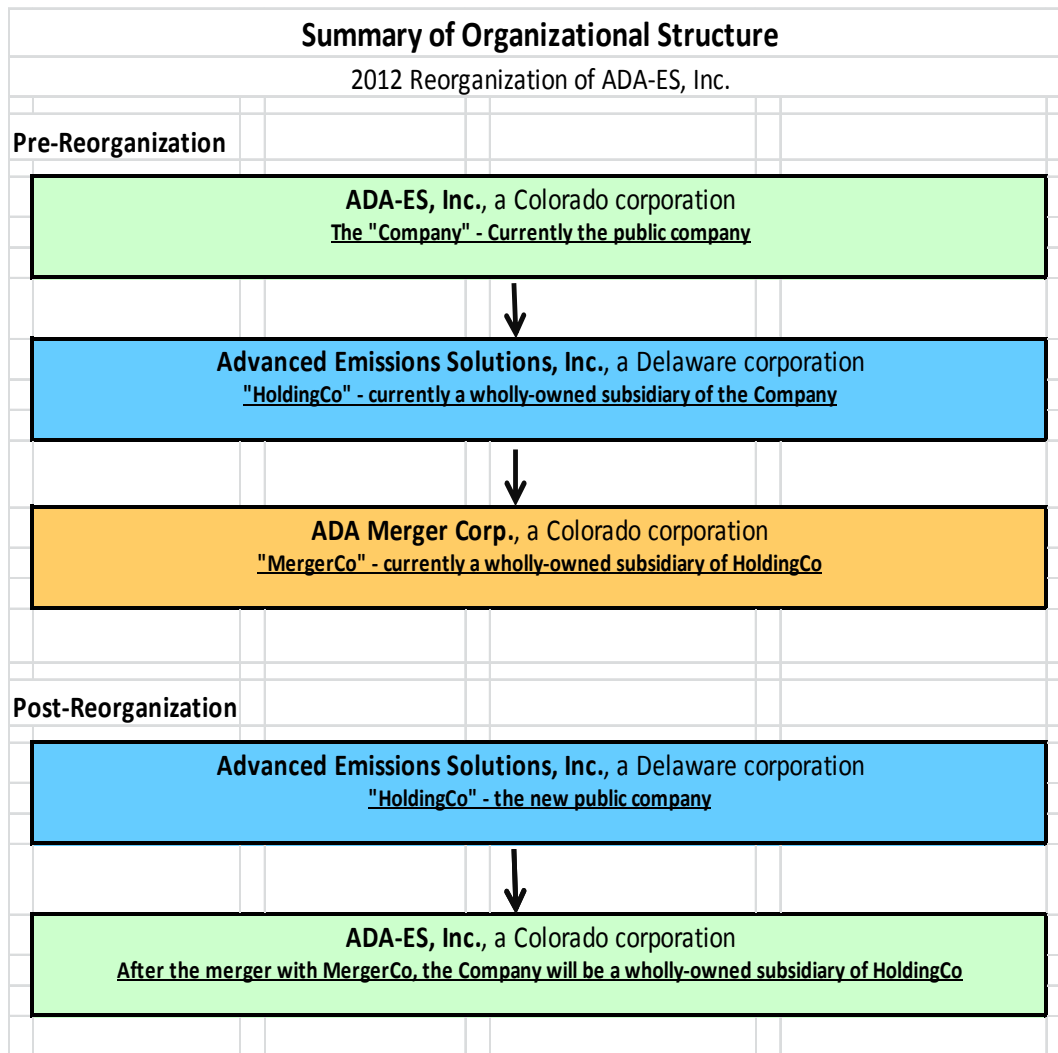 Summary of Organizational Structure
2012 Reorganization of ADA-ES, Inc.
Pre-Reorganization
ADA-ES, Inc., a Colorado corporation
The "Company" - Currently the public company
Advanced Emissions Solutions, Inc., a Delaware corporation
"HoldingCo" - currently a wholly-owned subsidiary of the Company
ADA Merger Corp., a Colorado corporation
"MergerCo" - currently a wholly-owned subsidiary of HoldingCo
Post-Reorganization
Advanced Emissions Solutions, Inc., a Delaware corporation
"HoldingCo" - the new public company
ADA-ES, Inc., a Colorado corporation
After the merger with MergerCo, the Company will be a wholly-owned subsidiary of HoldingCo